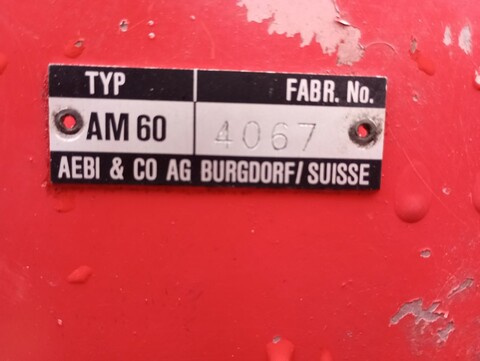 TYP FABR. No.
AM 60 4067
AEBI & CO AG BURGDORF/SUISSE